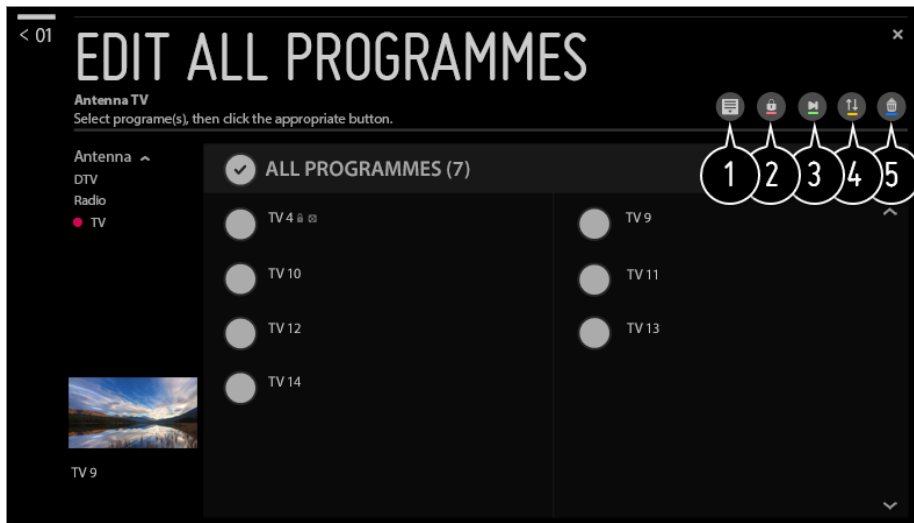 < 01
EDIT ALL PROGRAMMES
×
Antenna TV
Select programe(s), then click the appropriate button.
1 2 3 4 5
Antenna
DTV
Radio
TV
ALL PROGRAMMES (7)
TV 4
TV 9
TV 10
TV 11
TV 12
TV 13
TV 14
TV 9